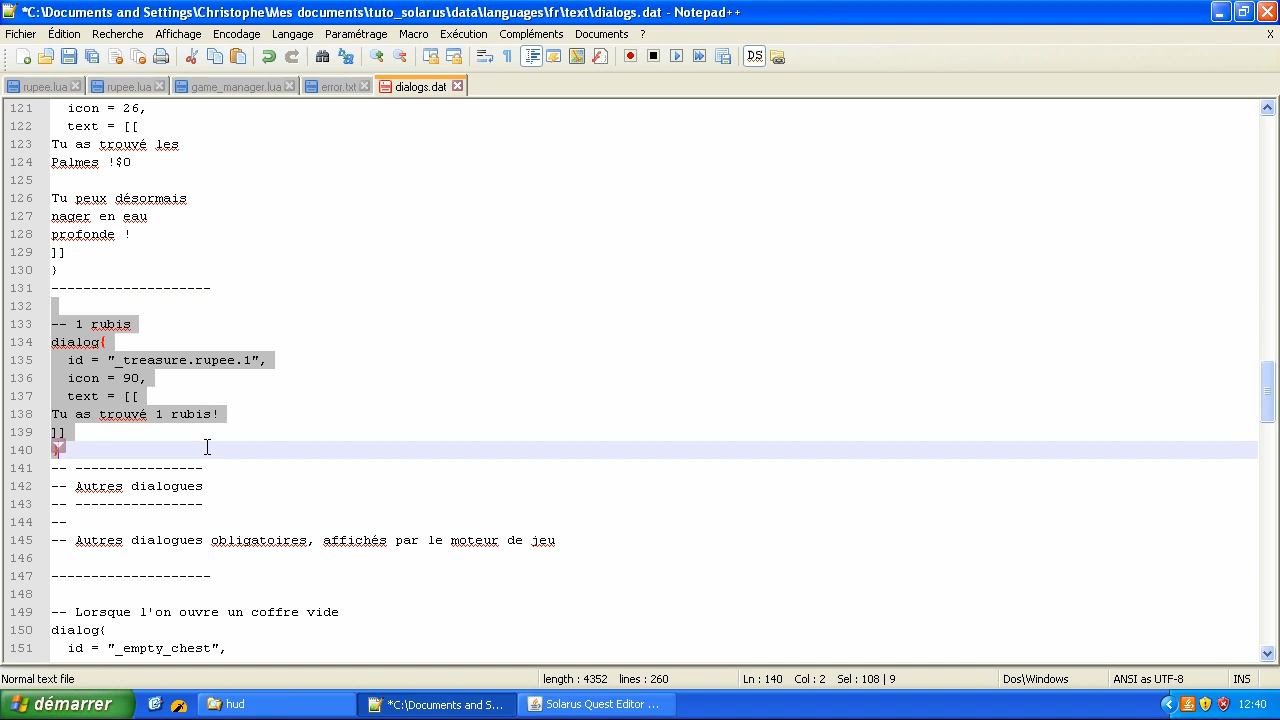 *C:\Documents and Settings\Christophe\Mes documents\tuto_solarus\data\languages\fr\text\dialogs.dat - Notepad++
Fichier Édition Recherche Affichage Encodage Langage Paramétrage Macro Exécution Compléments Documents ? X
rupee.lua rupee.lua game_manager.lua error.txt dialogs.dat
121 icon = 26,
122 text = [[
123 Tu as trouvé les
124 Palmes !$0
125
126 Tu peux désormais
127 nager en eau
128 profonde !
129 ]]
130 }
131 --------------------
132
133 -- 1 rubis
134 dialog{
135 id = "_treasure.rupee.1",
136 icon = 90,
137 text = [[
138 Tu as trouvé 1 rubis!
139 ]]
140 }
141 -- ----------------
142 -- Autres dialogues
143 -- ----------------
144 --
145 -- Autres dialogues obligatoires, affichés par le moteur de jeu
146
147 --------------------
148
149 -- Lorsque l'on ouvre un coffre vide
150 dialog{
151 id = "_empty_chest",
Normal text file length : 4352 lines : 260 Ln : 140 Col : 2 Sel : 108 | 9 Dos\Windows ANSI as UTF-8 INS
démarrer hud *C:\Documents and S... Solarus Quest Editor ... 12:40